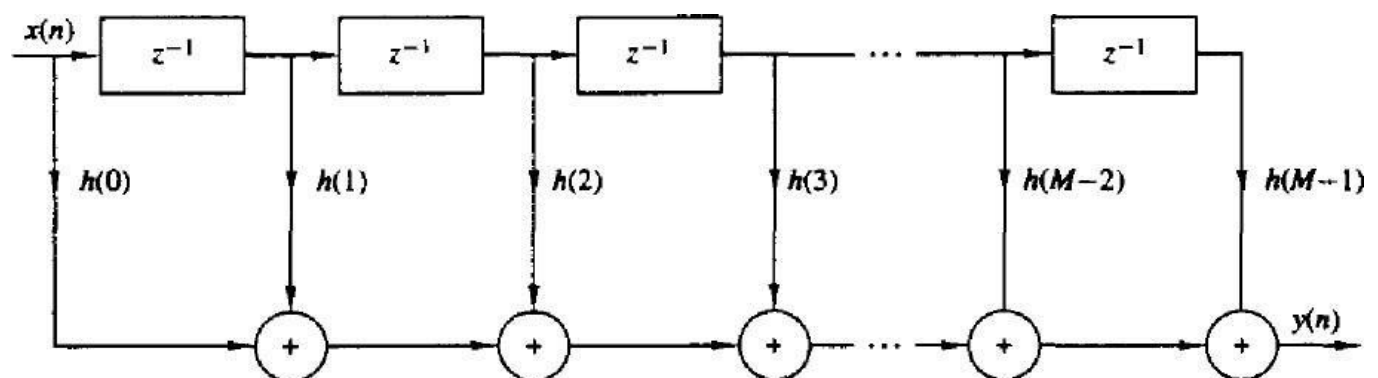 x(n)
z⁻¹ z⁻¹ z⁻¹ ... z⁻¹
h(0) h(1) h(2) h(3) h(M−2) h(M−1)
+ + + ... + +
y(n)